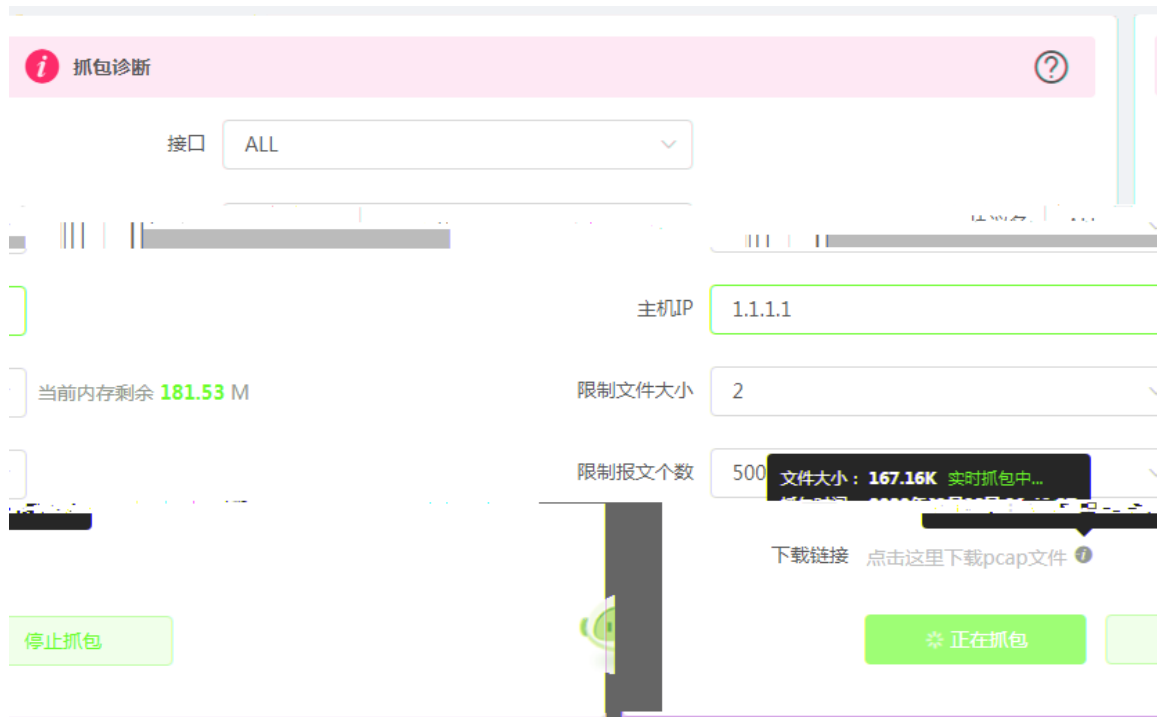 抓包诊断
接口 ALL
主机IP 1.1.1.1
当前内存剩余 181.53 M
限制文件大小 2
限制报文个数 500
文件大小： 167.16K 实时抓包中...
下载链接 点击这里下载pcap文件
停止抓包
正在抓包